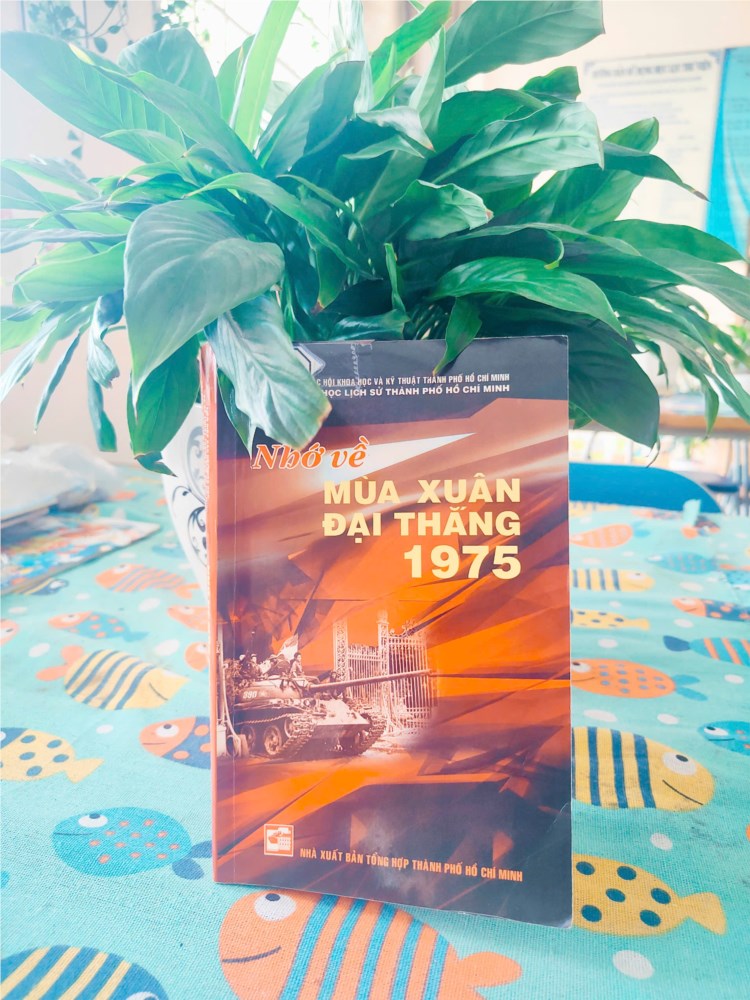 HỘI KHOA HỌC VÀ KỸ THUẬT THÀNH PHỐ HỒ CHÍ MINH
HỌC LỊCH SỬ THÀNH PHỐ HỒ CHÍ MINH
Nhớ về
MÙA XUÂN
ĐẠI THẮNG
1975
390
NHÀ XUẤT BẢN TỔNG HỢP THÀNH PHỐ HỒ CHÍ MINH